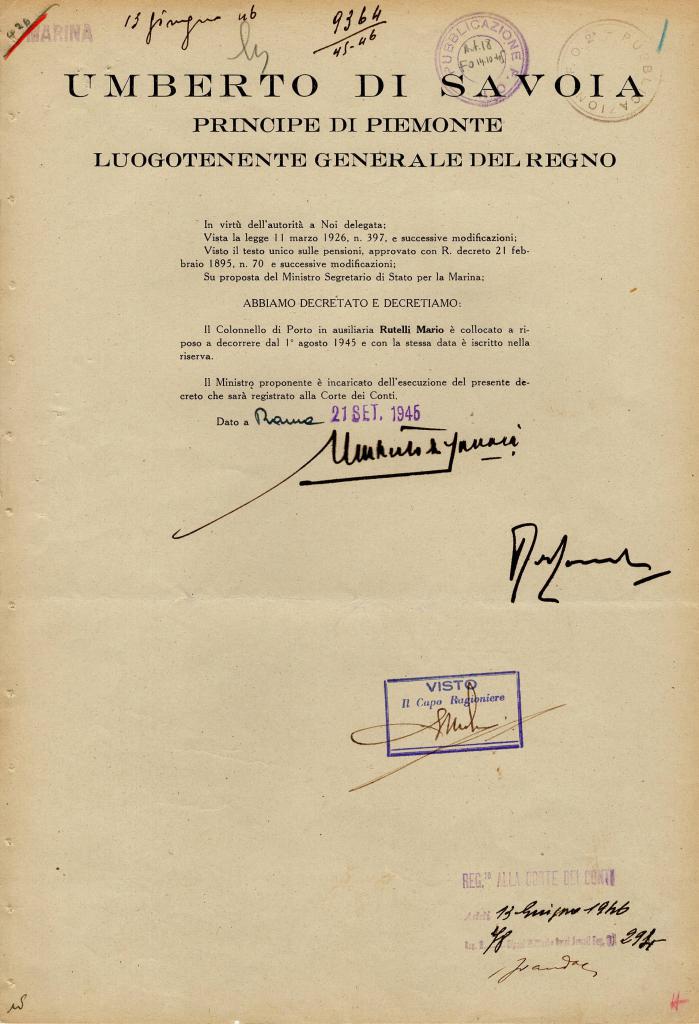 MARINA
13 giugno 46
9364
45-46
PUBBLICAZIONE
PUBBLICAZIONE
UMBERTO DI SAVOIA
PRINCIPE DI PIEMONTE
LUOGOTENENTE GENERALE DEL REGNO
In virtù dell'autorità a Noi delegata;
Vista la legge 11 marzo 1926, n. 397, e successive modificazioni;
Visto il testo unico sulle pensioni, approvato con R. decreto 21 feb-
braio 1895, n. 70 e successive modificazioni;
Su proposta del Ministro Segretario di Stato per la Marina;
ABBIAMO DECRETATO E DECRETIAMO:
Il Colonnello di Porto in ausiliaria Rutelli Mario è collocato a ri-
poso a decorrere dal 1° agosto 1945 e con la stessa data è iscritto nella
riserva.
Il Ministro proponente è incaricato dell'esecuzione del presente de-
creto che sarà registrato alla Corte dei Conti.
Dato a Roma 21 SET. 1945
Umberto di Savoia
VISTO
Il Capo Ragioniere
REG.TO ALLA CORTE DEI CONTI
13 Giugno 1946